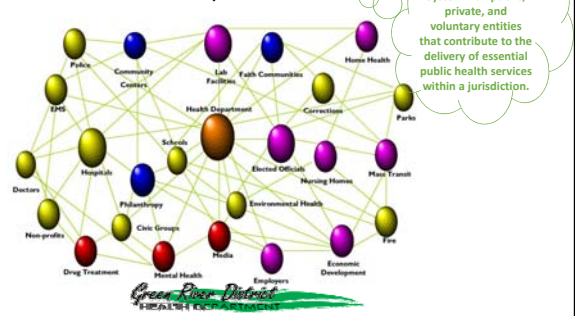 private, and
voluntary entities
that contribute to the
delivery of essential
public health services
within a jurisdiction.
Police
Community
Centers
Lab
Facilities
Faith Communities
Home Health
EMS
Health Department
Corrections
Parks
Doctors
Hospitals
Schools
Elected Officials
Nursing Homes
Mass Transit
Philanthropy
Environmental Health
Non-profits
Civic Groups
Fire
Drug Treatment
Mental Health
Media
Employers
Economic
Development
Green River District
HEALTH DEPARTMENT